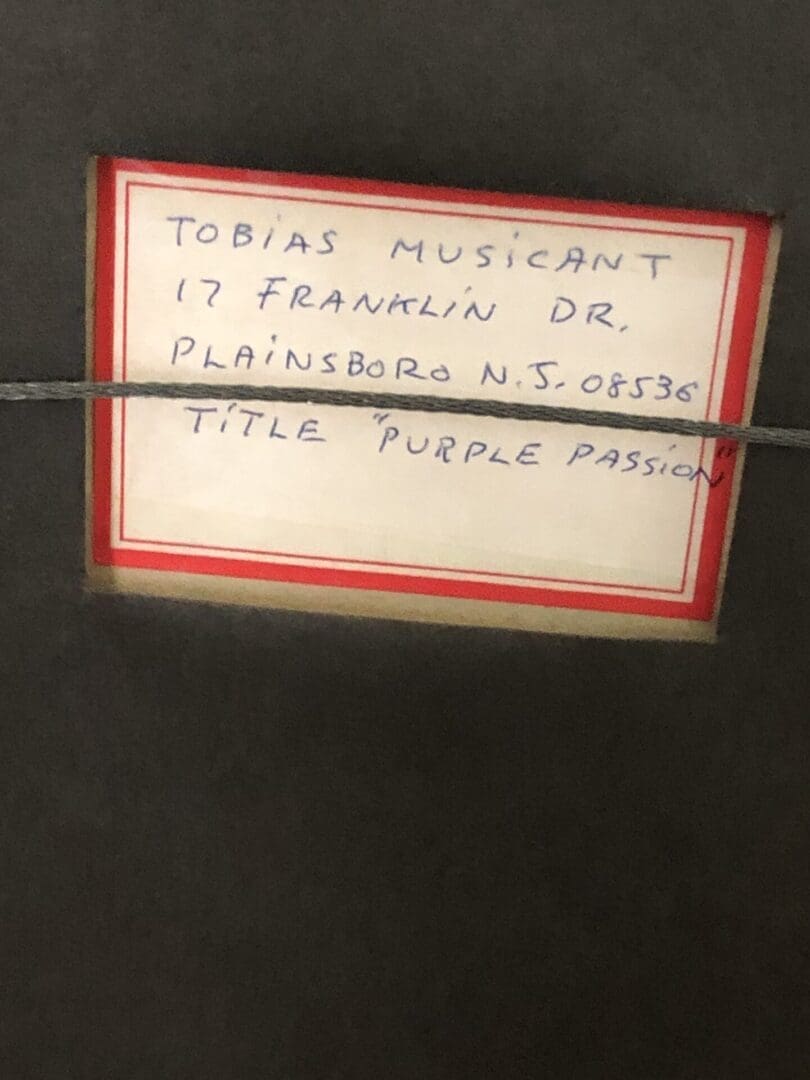 TOBiAS MUSiCANT
17 FRANKLiN DR.
PLAiNSBORO N.J. 08536
TiTLE "PURPLE PASSiON"